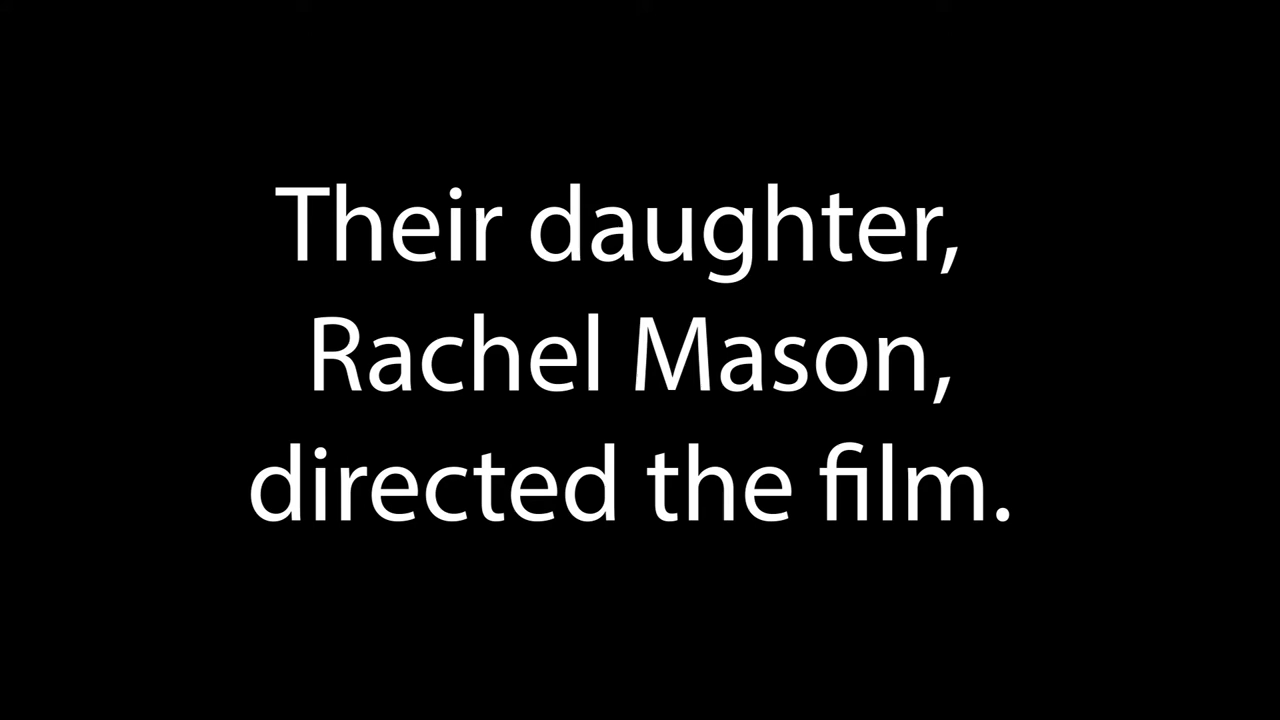 Their daughter,
Rachel Mason,
directed the film.